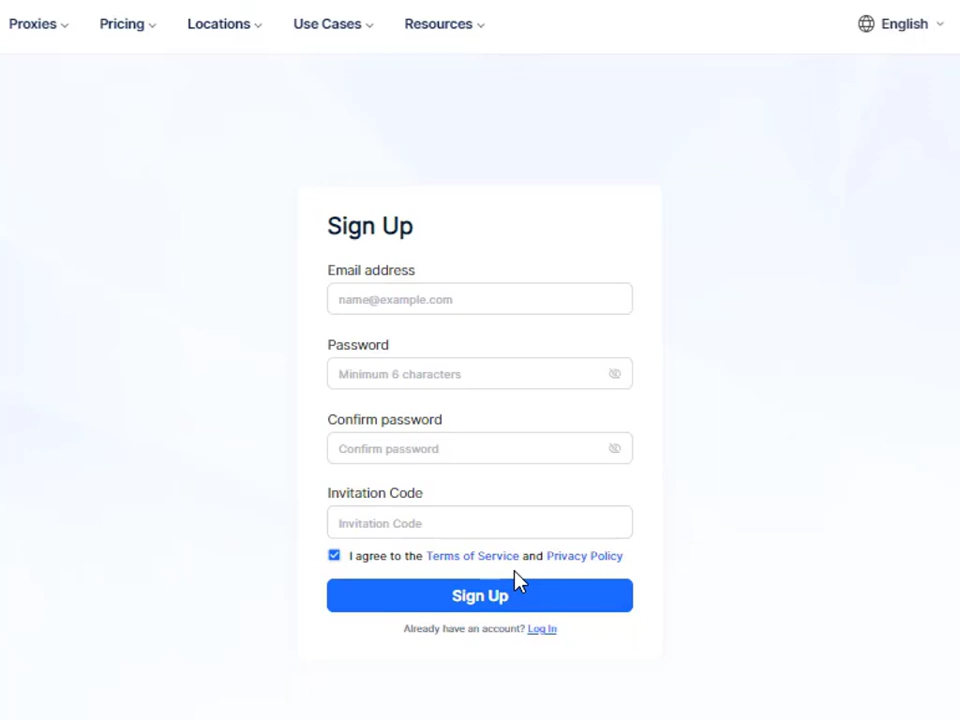 Proxies Pricing Locations Use Cases Resources English
Sign Up
Email address
name@example.com
Password
Minimum 6 characters
Confirm password
Confirm password
Invitation Code
Invitation Code
I agree to the Terms of Service and Privacy Policy
Sign Up
Already have an account? Log In